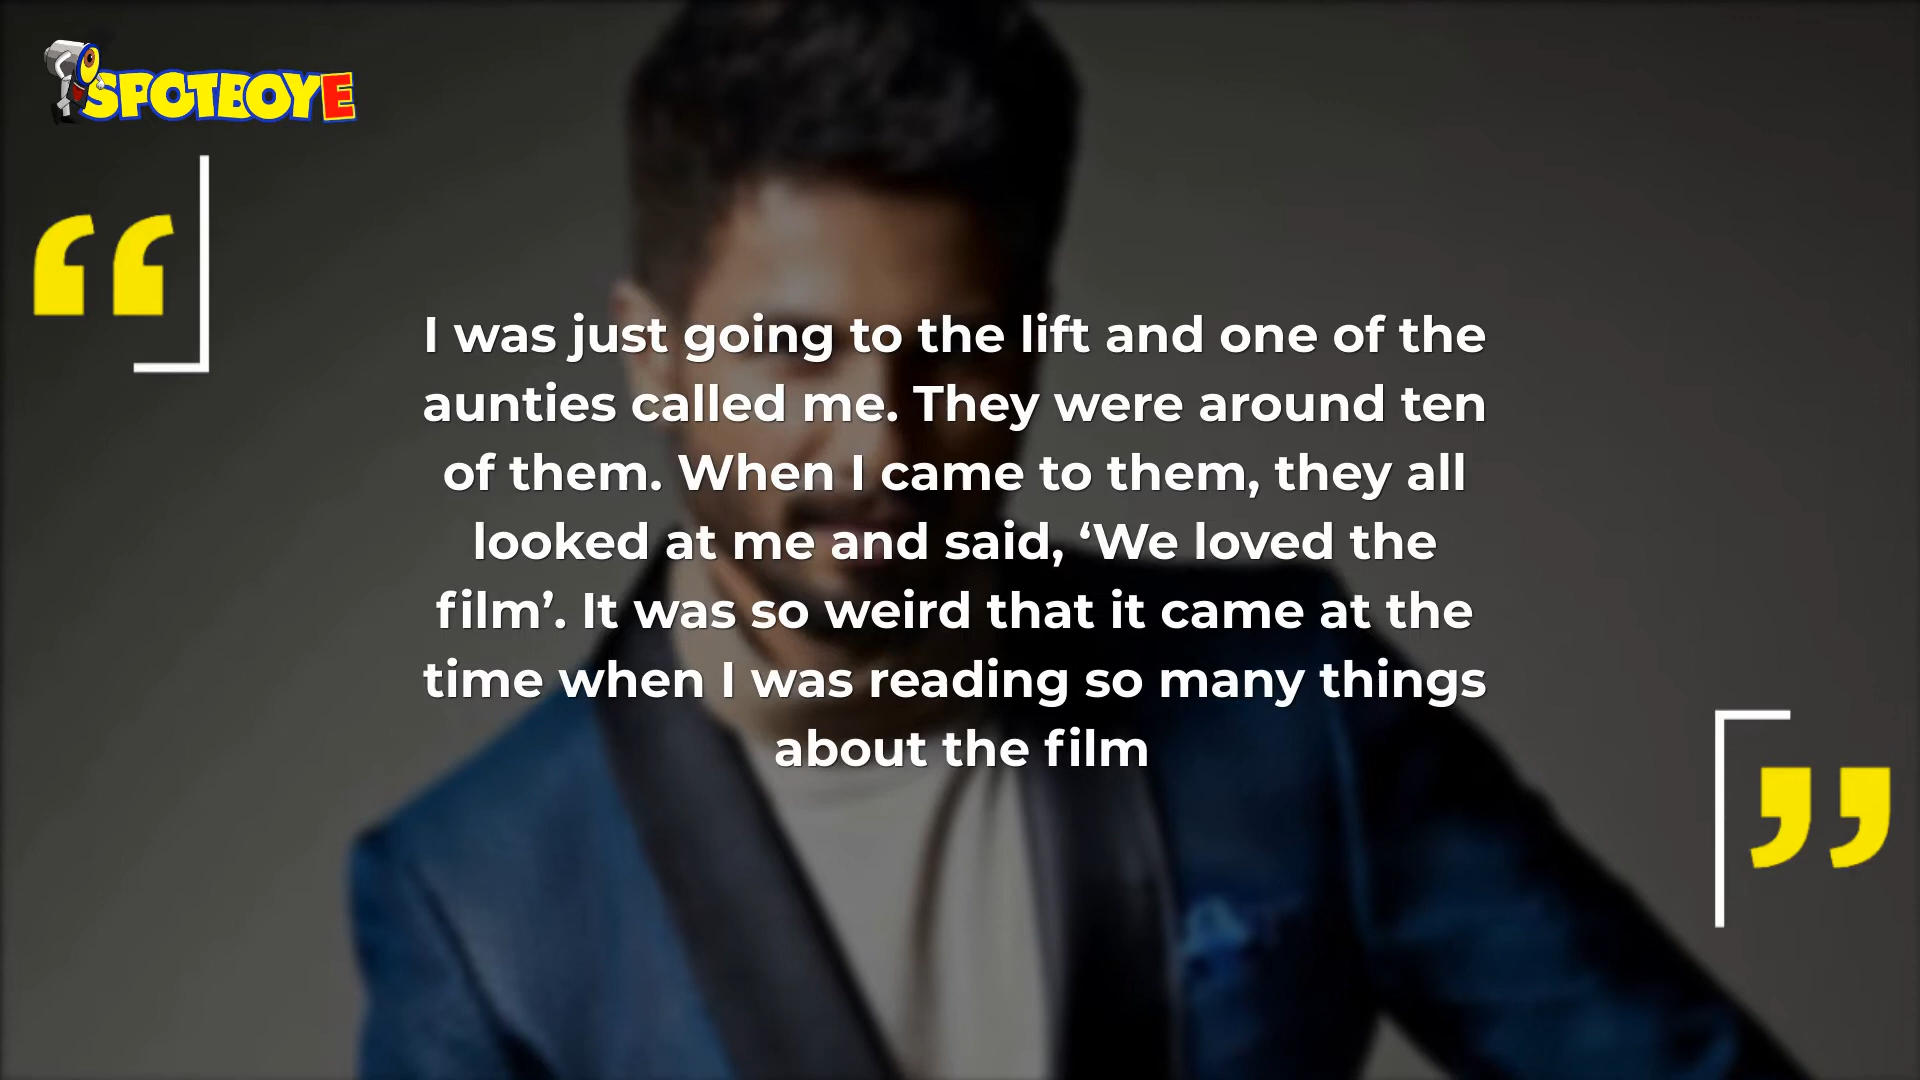 SPOTBOYE
“
I was just going to the lift and one of the
aunties called me. They were around ten
of them. When I came to them, they all
looked at me and said, ‘We loved the
film’. It was so weird that it came at the
time when I was reading so many things
about the film
”